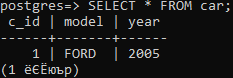 postgres=> SELECT * FROM car;
 c_id | model | year
------+-------+------
    1 | FORD  | 2005
(1 ёЄЁюър)